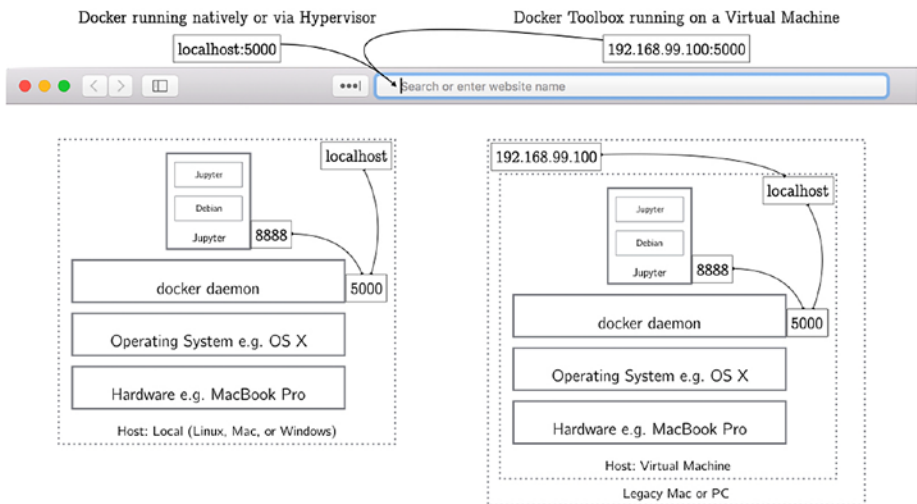 Docker running natively or via Hypervisor
localhost:5000
Docker Toolbox running on a Virtual Machine
192.168.99.100:5000
Search or enter website name
localhost
Jupyter
Debian
Jupyter
8888
docker daemon
5000
Operating System e.g. OS X
Hardware e.g. MacBook Pro
Host: Local (Linux, Mac, or Windows)
192.168.99.100
localhost
Jupyter
Debian
Jupyter
8888
docker daemon
5000
Operating System e.g. OS X
Hardware e.g. MacBook Pro
Host: Virtual Machine
Legacy Mac or PC